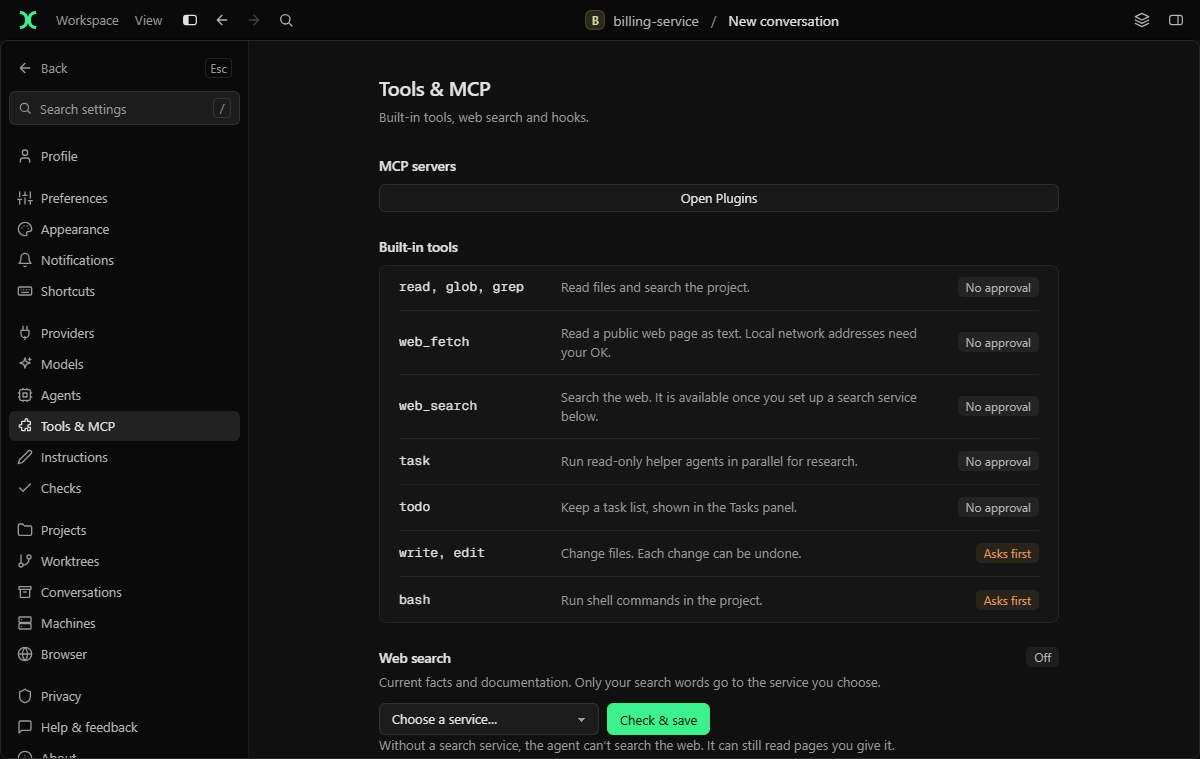 Workspace View
B billing-service / New conversation
Back Esc
Search settings /
Profile
Preferences
Appearance
Notifications
Shortcuts
Providers
Models
Agents
Tools & MCP
Instructions
Checks
Projects
Worktrees
Conversations
Machines
Browser
Privacy
Help & feedback
About
Tools & MCP
Built-in tools, web search and hooks.
MCP servers
Open Plugins
Built-in tools
read, glob, grep Read files and search the project. No approval
web_fetch Read a public web page as text. Local network addresses need
your OK. No approval
web_search Search the web. It is available once you set up a search service
below. No approval
task Run read-only helper agents in parallel for research. No approval
todo Keep a task list, shown in the Tasks panel. No approval
write, edit Change files. Each change can be undone. Asks first
bash Run shell commands in the project. Asks first
Web search Off
Current facts and documentation. Only your search words go to the service you choose.
Choose a service... Check & save
Without a search service, the agent can't search the web. It can still read pages you give it.